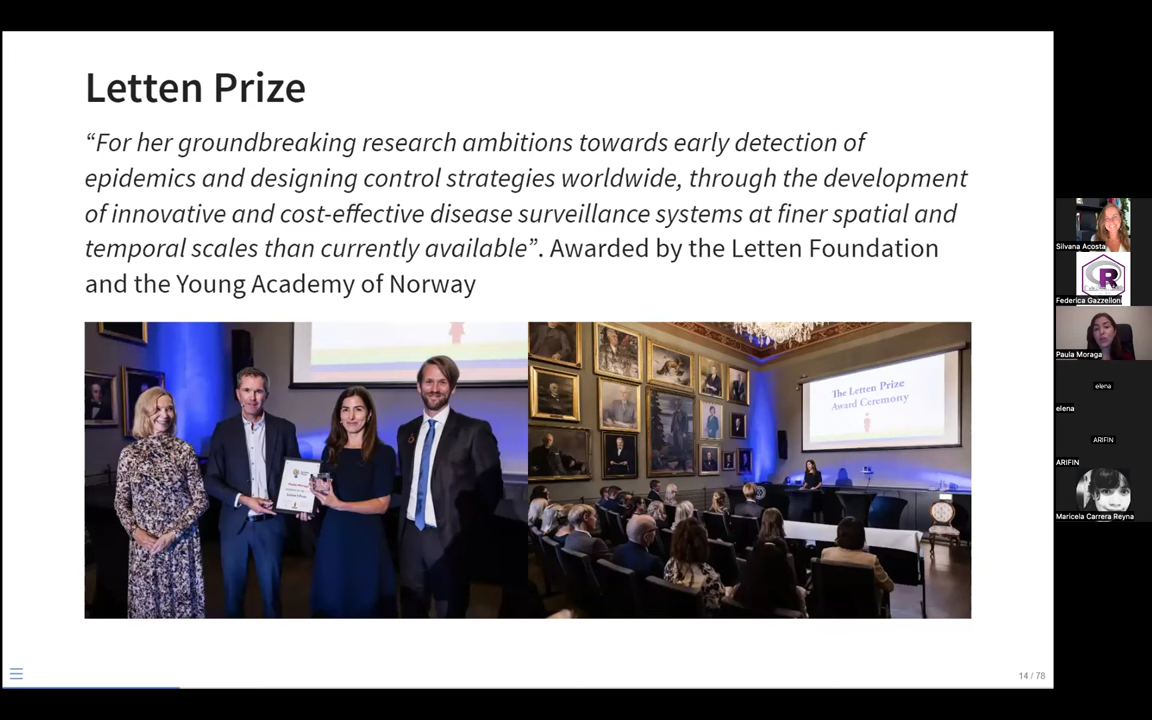 Letten Prize
“For her groundbreaking research ambitions towards early detection of
epidemics and designing control strategies worldwide, through the development
of innovative and cost-effective disease surveillance systems at finer spatial and
temporal scales than currently available”. Awarded by the Letten Foundation
and the Young Academy of Norway
The Letten Prize
Award Ceremony
14 / 78
Silvana Acosta
R
Federica Gazzelloni
Paula Moraga
elena
elena
ARIFIN
ARIFIN
Maricela Carrera Reyna